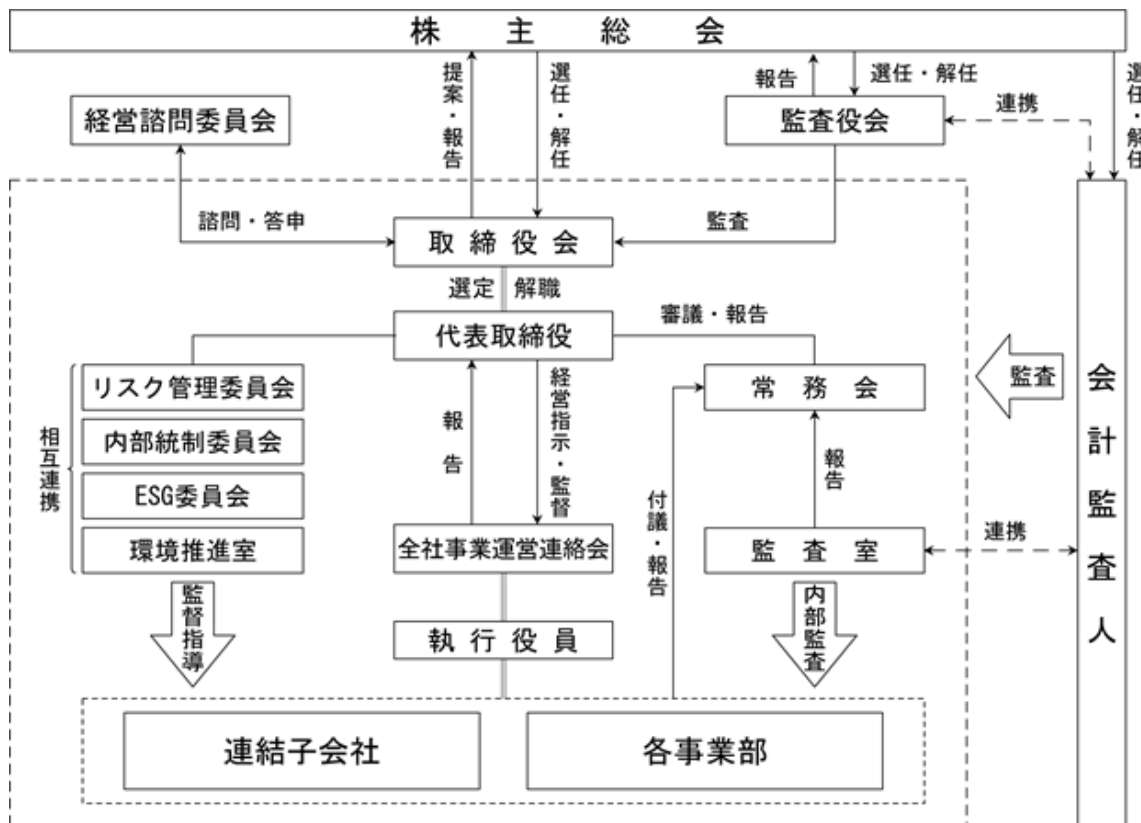 株主総会
提案・報告
選任・解任
報告
選任・解任
連携
選任・解任
経営諮問委員会
監査役会
諮問・答申
取締役会
監査
選定 解職
代表取締役
審議・報告
リスク管理委員会
内部統制委員会
ESG委員会
環境推進室
相互連携
報告
経営指示・監督
常務会
監査
会計監査人
報告
付議・報告
全社事業運営連絡会
監査室
連携
監督指導
執行役員
内部監査
連結子会社
各事業部